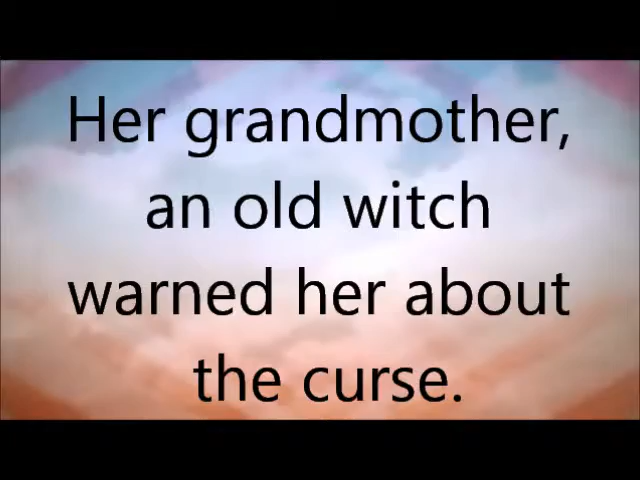 Her grandmother,
an old witch
warned her about
the curse.